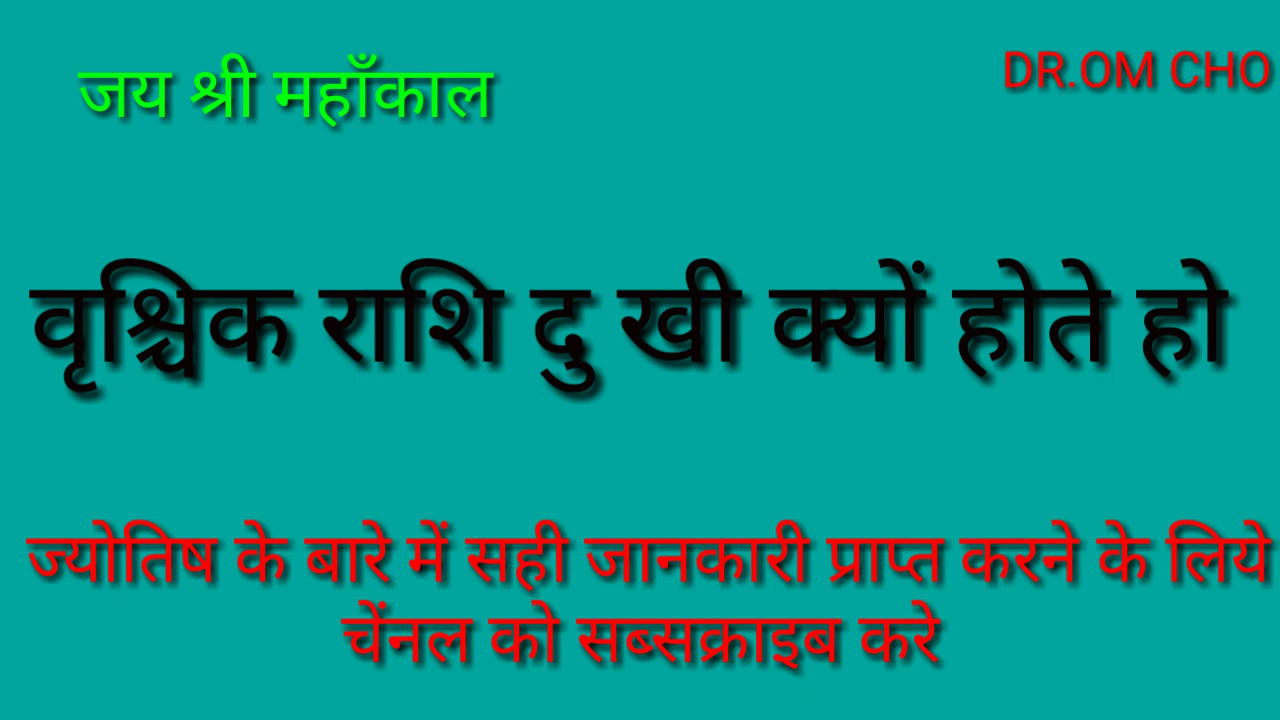 जय श्री महाँकाल
DR.OM CHO
वृश्चिक राशि दु खी क्यों होते हो
ज्योतिष के बारे में सही जानकारी प्राप्त करने के लिये
चेंनल को सब्सक्राइब करे